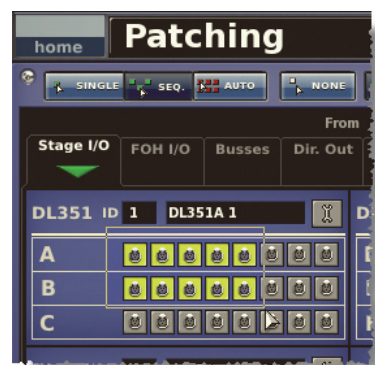 home Patching
SINGLE SEQ. AUTO NONE
From
Stage I/O FOH I/O Busses Dir. Out
DL351 ID 1 DL351A 1 D
A
B
C